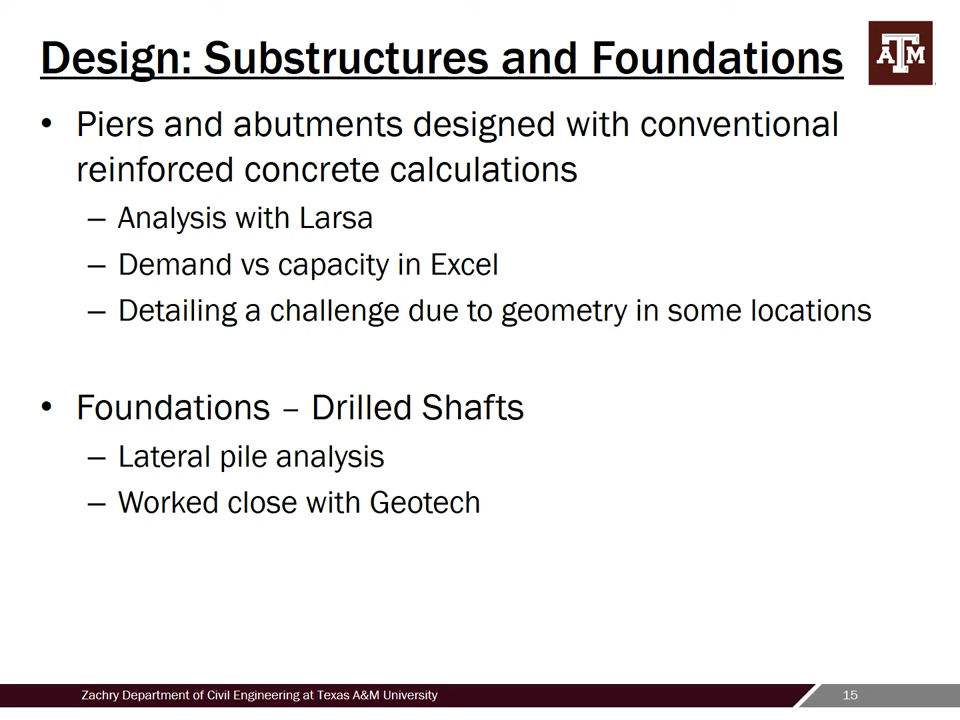 Design: Substructures and Foundations
ATM
• Piers and abutments designed with conventional
reinforced concrete calculations
– Analysis with Larsa
– Demand vs capacity in Excel
– Detailing a challenge due to geometry in some locations
• Foundations – Drilled Shafts
– Lateral pile analysis
– Worked close with Geotech
Zachry Department of Civil Engineering at Texas A&M University
15